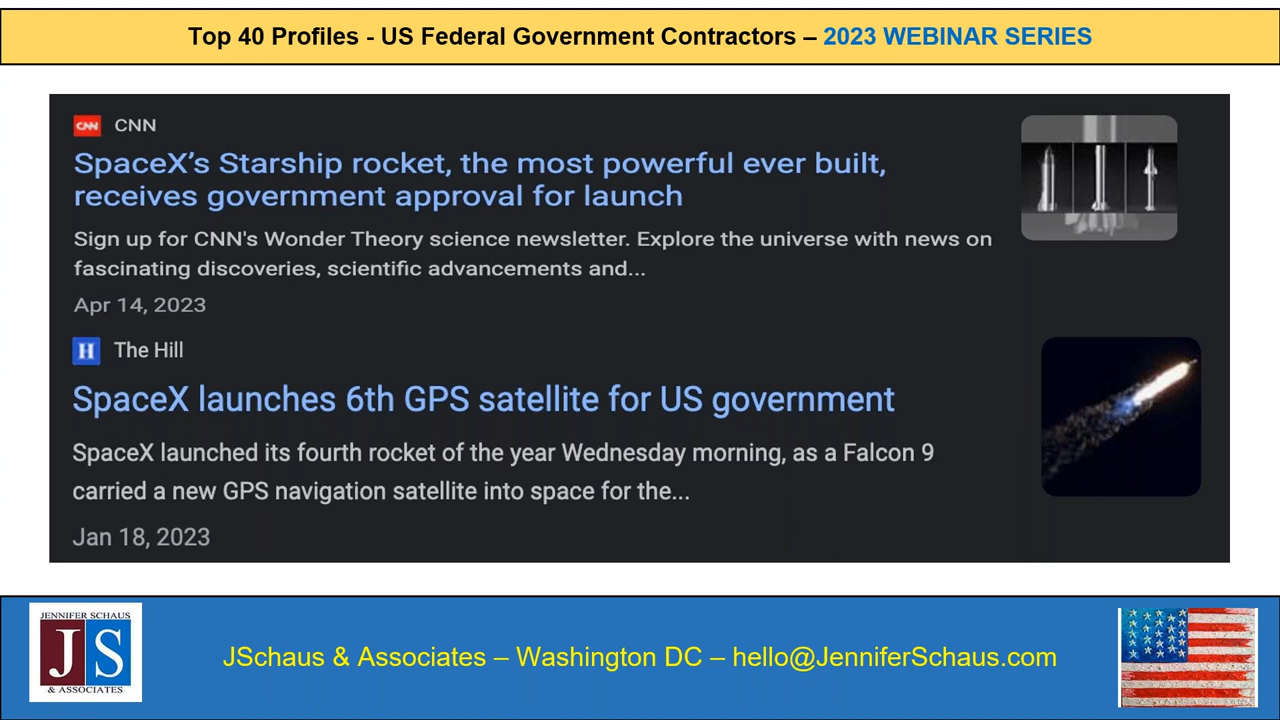 Top 40 Profiles - US Federal Government Contractors – 2023 WEBINAR SERIES
CNN CNN
SpaceX’s Starship rocket, the most powerful ever built,
receives government approval for launch
Sign up for CNN's Wonder Theory science newsletter. Explore the universe with news on
fascinating discoveries, scientific advancements and...
Apr 14, 2023
H The Hill
SpaceX launches 6th GPS satellite for US government
SpaceX launched its fourth rocket of the year Wednesday morning, as a Falcon 9
carried a new GPS navigation satellite into space for the...
Jan 18, 2023
JENNIFER SCHAUS
JS
& ASSOCIATES
JSchaus & Associates – Washington DC – hello@JenniferSchaus.com